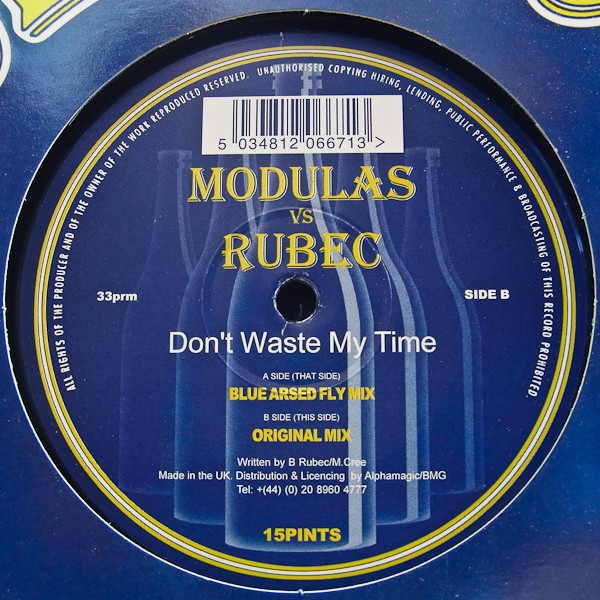 ALL RIGHTS OF THE PRODUCER AND OF THE OWNER OF THE WORK REPRODUCED RESERVED. UNAUTHORISED COPYING HIRING, LENDING, PUBLIC PERFORMANCE & BROADCASTING OF THIS RECORD PROHIBITED.
5 034812 066713 >
MODULAS
VS
RUBEC
33prm SIDE B
Don't Waste My Time
A SIDE (THAT SIDE)
BLUE ARSED FLY MIX
B SIDE (THIS SIDE)
ORIGINAL MIX
Written by B Rubec/M.Cree
Made in the UK. Distribution & Licencing by Alphamagic/BMG
Tel: +(44) (0) 20 8960 4777
15PINTS